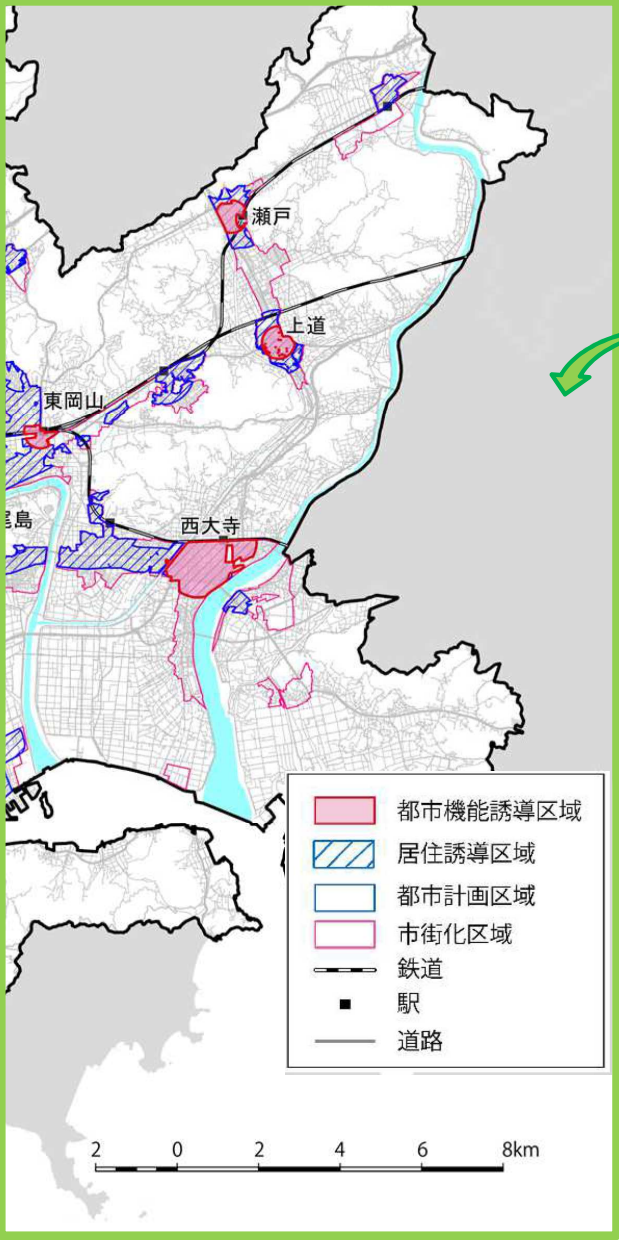 瀬戸
上道
東岡山
尾島
西大寺
都市機能誘導区域
居住誘導区域
都市計画区域
市街化区域
鉄道
駅
道路
2 0 2 4 6 8km